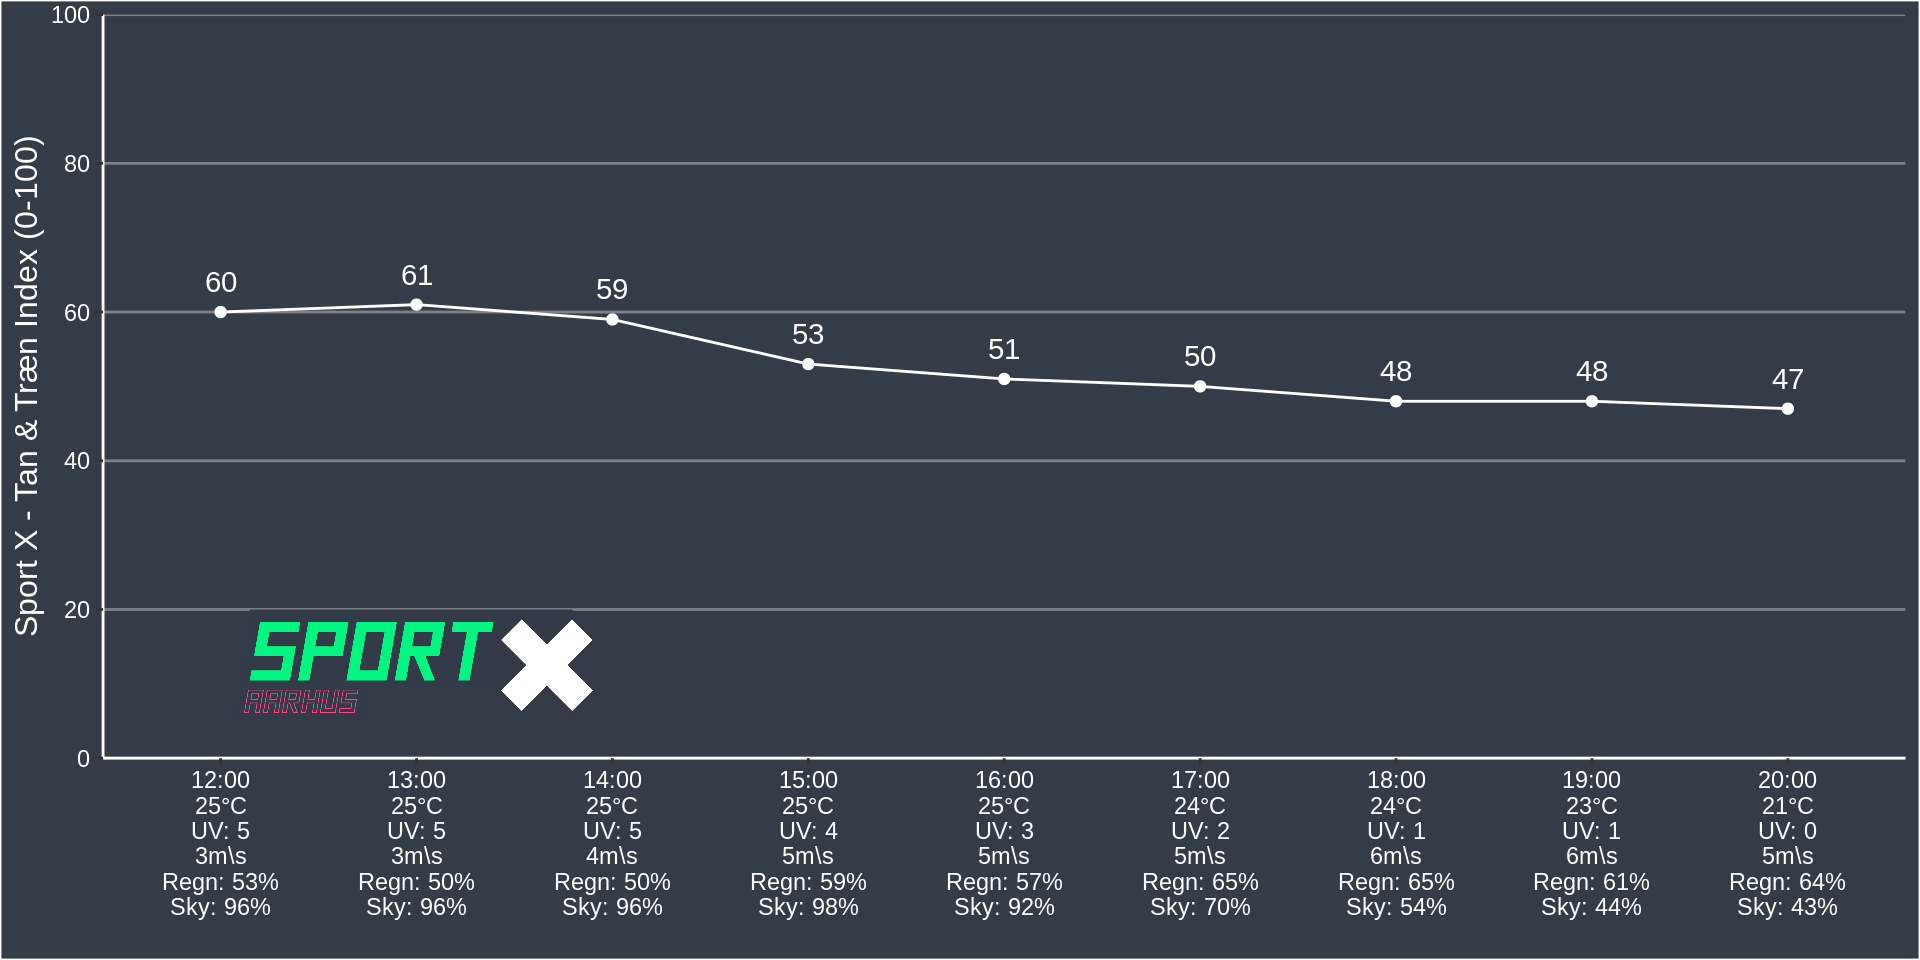 Sport X - Tan & Træn Index (0-100)
100
80
60
40
20
0
60
61
59
53
51
50
48
48
47
SPORT X
AARHUS
12:00
25°C
UV: 5
3m\s
Regn: 53%
Sky: 96%
13:00
25°C
UV: 5
3m\s
Regn: 50%
Sky: 96%
14:00
25°C
UV: 5
4m\s
Regn: 50%
Sky: 96%
15:00
25°C
UV: 4
5m\s
Regn: 59%
Sky: 98%
16:00
25°C
UV: 3
5m\s
Regn: 57%
Sky: 92%
17:00
24°C
UV: 2
5m\s
Regn: 65%
Sky: 70%
18:00
24°C
UV: 1
6m\s
Regn: 65%
Sky: 54%
19:00
23°C
UV: 1
6m\s
Regn: 61%
Sky: 44%
20:00
21°C
UV: 0
5m\s
Regn: 64%
Sky: 43%